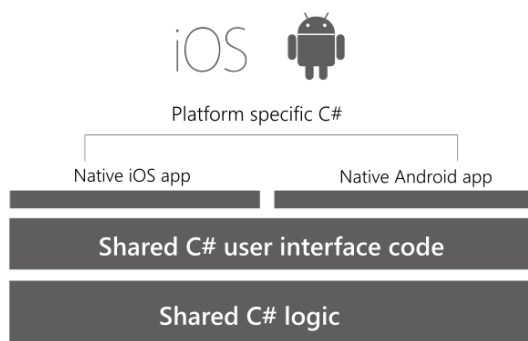 iOS
Platform specific C#
Native iOS app
Native Android app
Shared C# user interface code
Shared C# logic